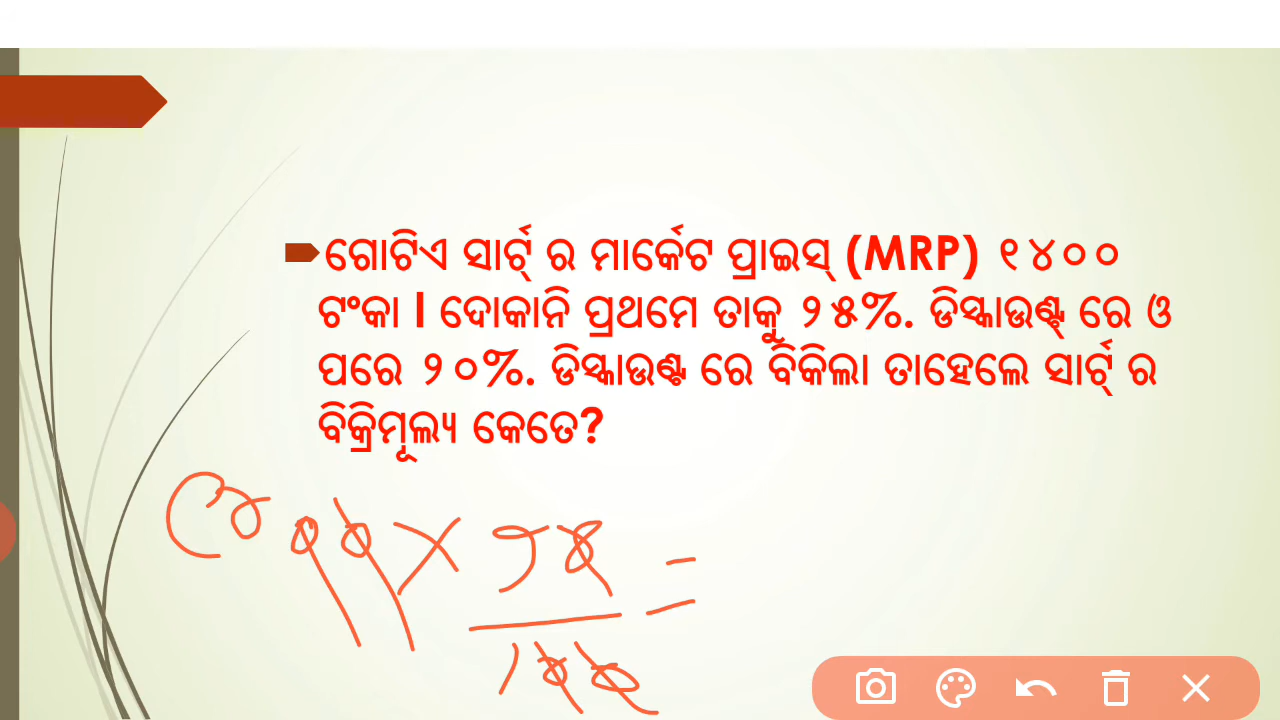 ଗୋଟିଏ ସାର୍ଟ୍ ର ମାର୍କେଟ ପ୍ରାଇସ୍ (MRP) ୧୪୦୦
ଟଂକା l ଦୋକାନି ପ୍ରଥମେ ତାକୁ ୨୫%. ଡିସ୍କାଉଣ୍ଟ୍ ରେ ଓ
ପରେ ୨୦%. ଡିସ୍କାଉଣ୍ଟ ରେ ବିକିଲା ତାହେଲେ ସାର୍ଟ୍ ର
ବିକ୍ରିମୂଲ୍ୟ କେତେ?